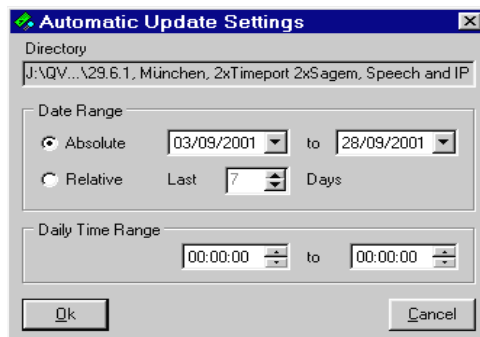 Automatic Update Settings
Directory
J:\QV...\29.6.1, München, 2xTimeport 2xSagem, Speech and IP
Date Range
Absolute 03/09/2001 to 28/09/2001
Relative Last 7 Days
Daily Time Range
00:00:00 to 00:00:00
Ok Cancel